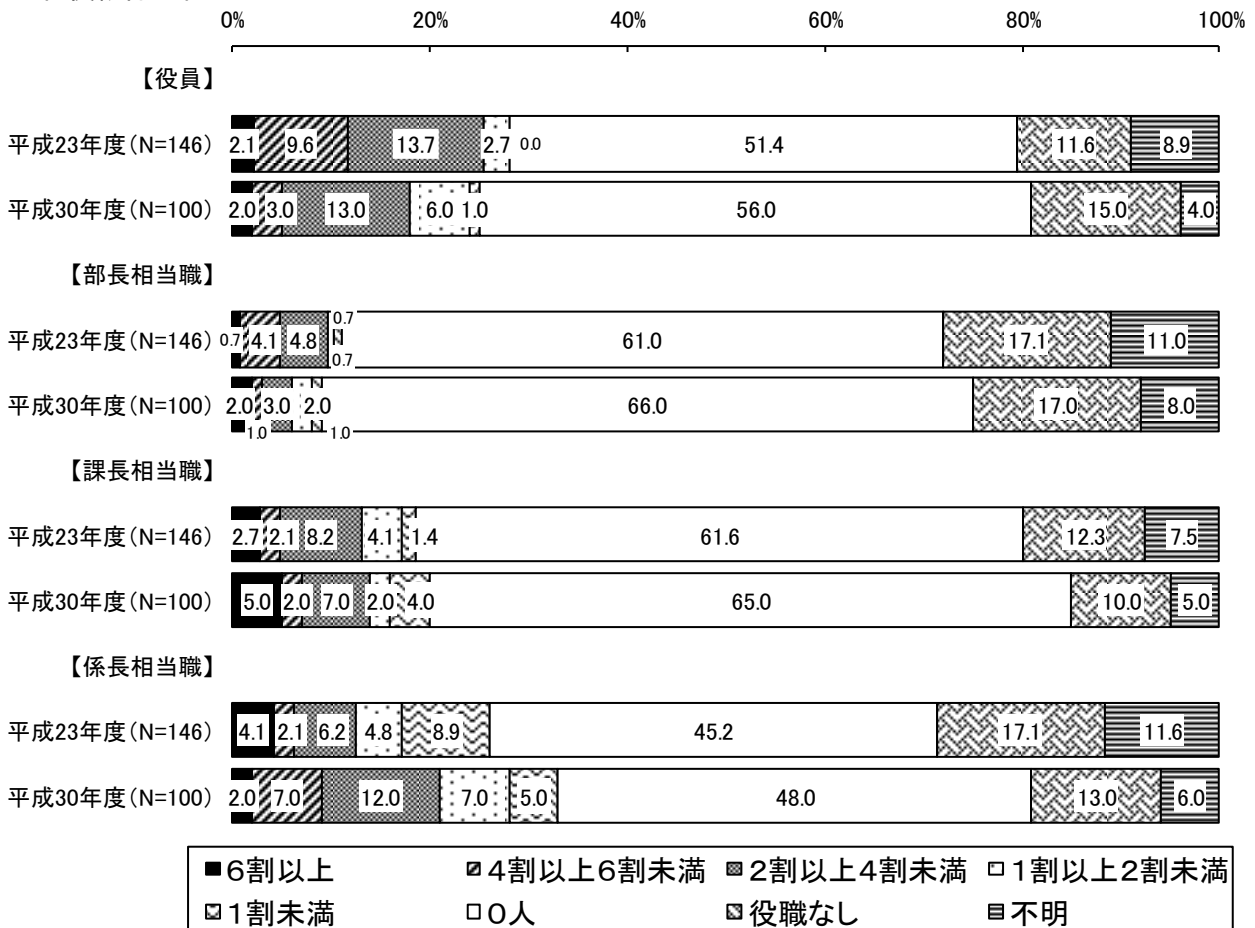 0% 20% 40% 60% 80% 100%
【役員】
平成23年度(N=146) 2.1 9.6 13.7 2.7 0.0 51.4 11.6 8.9
平成30年度(N=100) 2.0 3.0 13.0 6.0 1.0 56.0 15.0 4.0
【部長相当職】
平成23年度(N=146) 0.7 4.1 4.8 0.7 0.7 61.0 17.1 11.0
平成30年度(N=100) 2.0 1.0 3.0 2.0 1.0 66.0 17.0 8.0
【課長相当職】
平成23年度(N=146) 2.7 2.1 8.2 4.1 1.4 61.6 12.3 7.5
平成30年度(N=100) 5.0 2.0 7.0 2.0 4.0 65.0 10.0 5.0
【係長相当職】
平成23年度(N=146) 4.1 2.1 6.2 4.8 8.9 45.2 17.1 11.6
平成30年度(N=100) 2.0 7.0 12.0 7.0 5.0 48.0 13.0 6.0
6割以上 4割以上6割未満 2割以上4割未満 1割以上2割未満
1割未満 0人 役職なし 不明